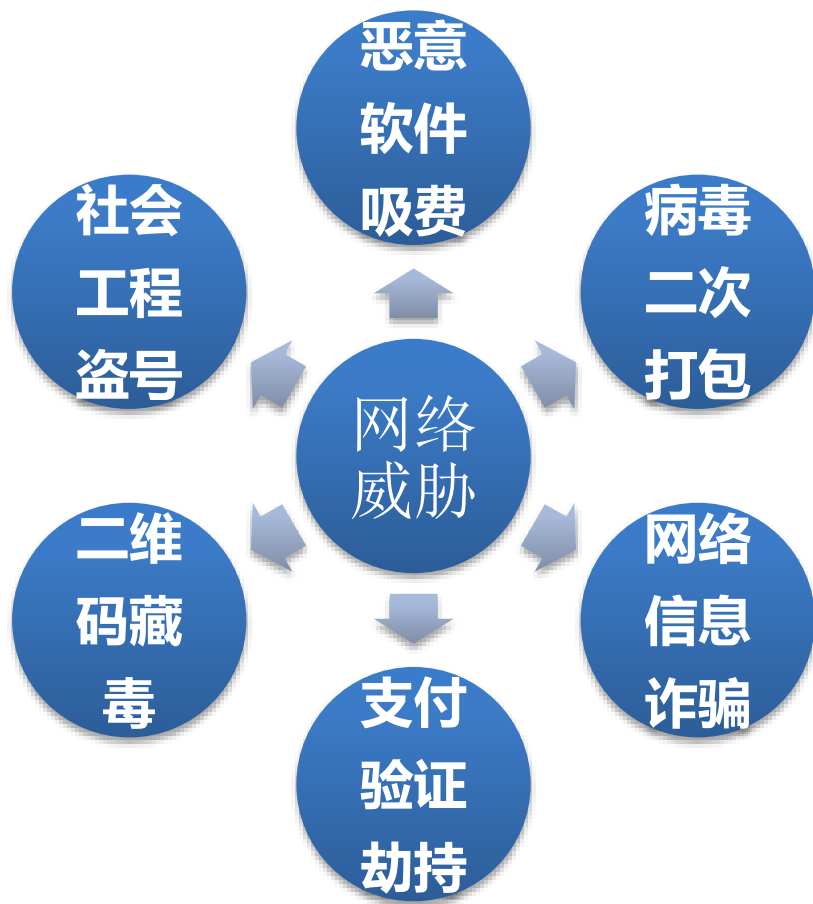 恶意
软件
吸费
社会
工程
盗号
病毒
二次
打包
网络
威胁
二维
码藏
毒
网络
信息
诈骗
支付
验证
劫持